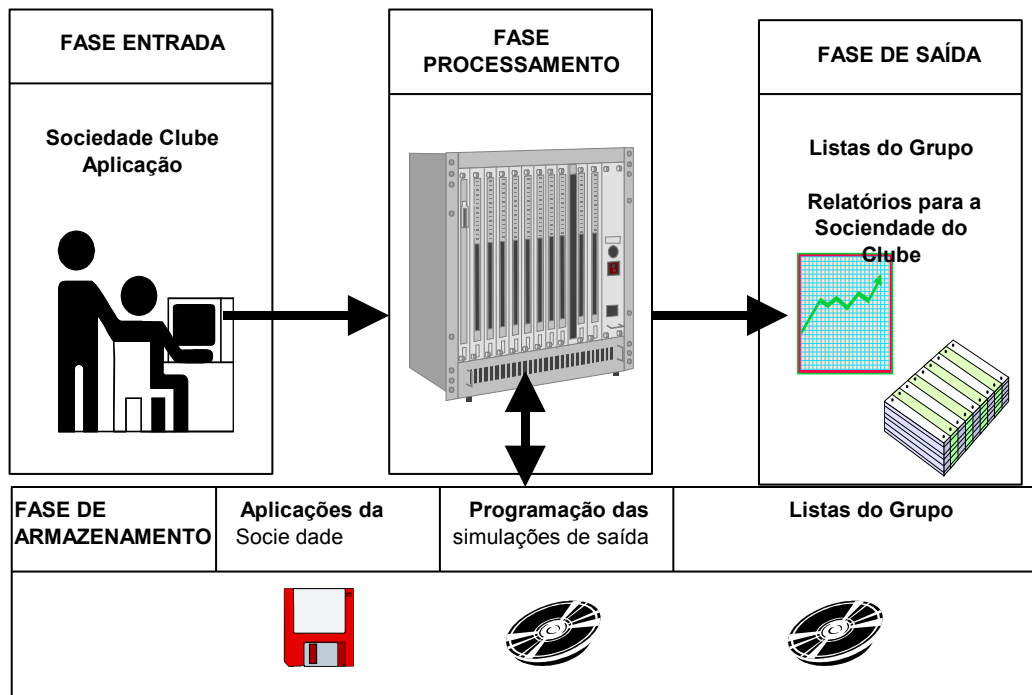 FASE ENTRADA
Sociedade Clube
Aplicação
FASE
PROCESSAMENTO
FASE DE SAÍDA
Listas do Grupo
Relatórios para a
Sociendade do
Clube
FASE DE
ARMAZENAMENTO
Aplicações da
Socie dade
Programação das
simulações de saída
Listas do Grupo